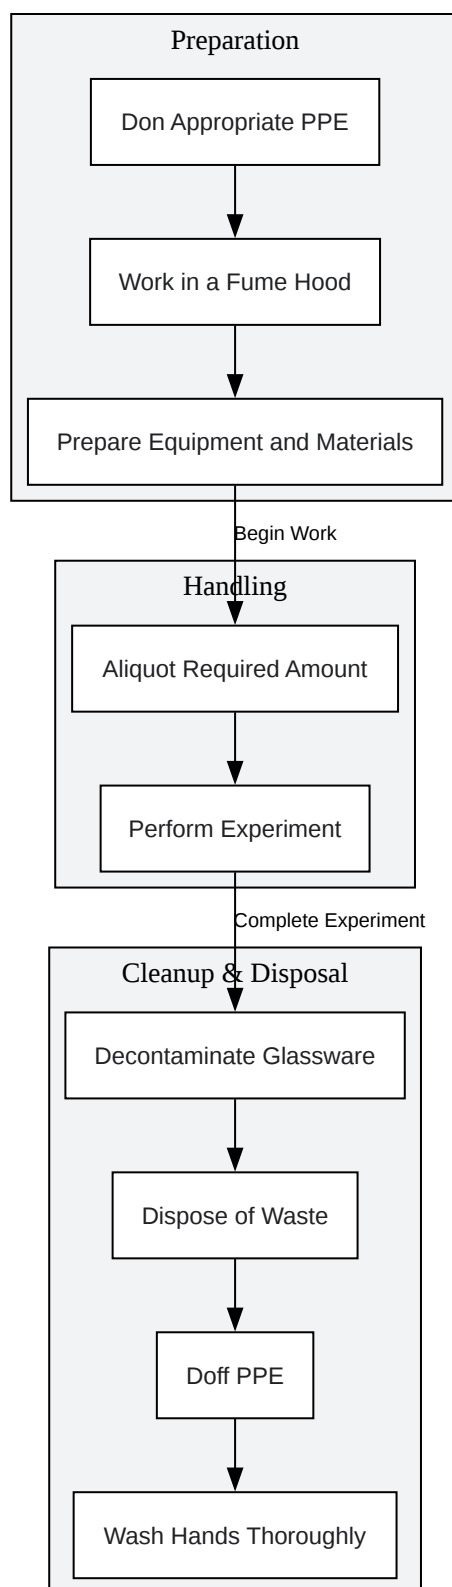 Preparation
Don Appropriate PPE
Work in a Fume Hood
Prepare Equipment and Materials
Begin Work
Handling
Aliquot Required Amount
Perform Experiment
Complete Experiment
Cleanup & Disposal
Decontaminate Glassware
Dispose of Waste
Doff PPE
Wash Hands Thoroughly